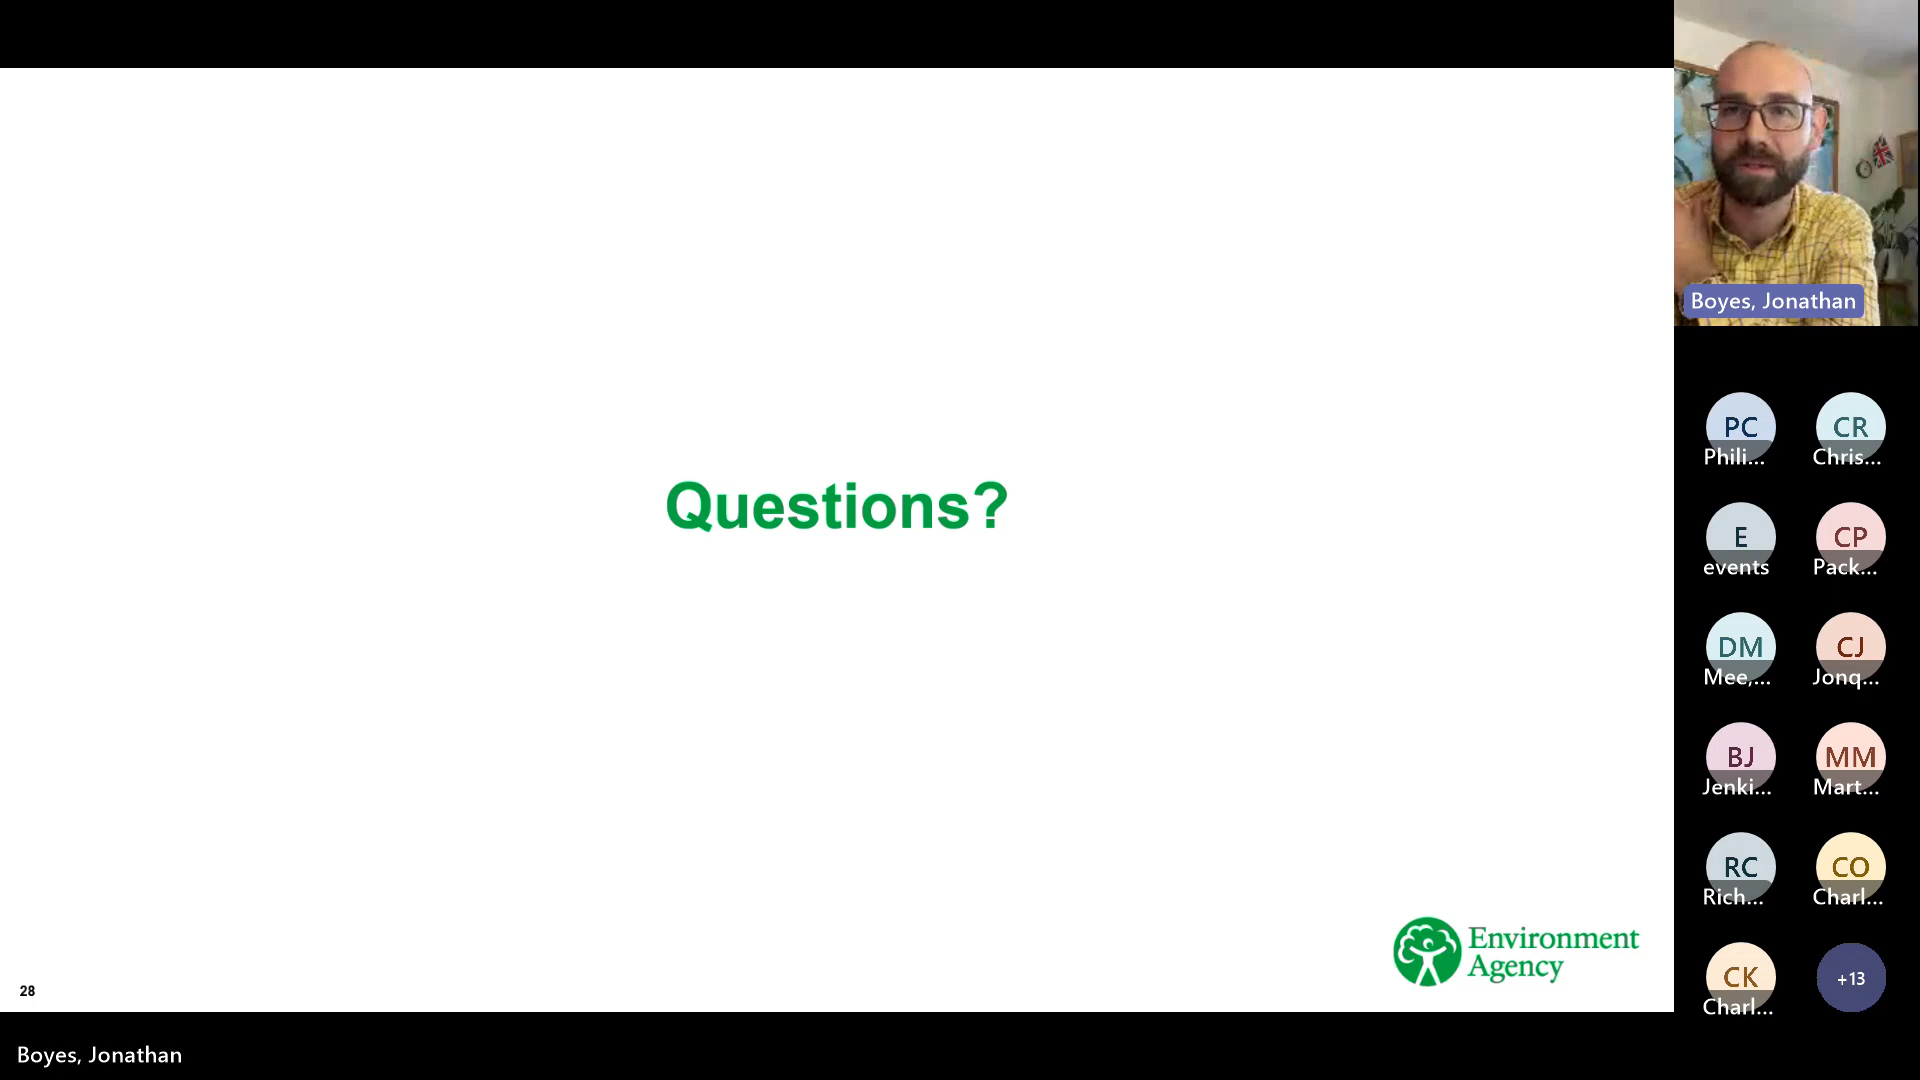 Questions?
Environment
Agency
28
Boyes, Jonathan
Boyes, Jonathan
PC
Phili...
CR
Chris...
E
events
CP
Pack...
DM
Mee,...
CJ
Jonq...
BJ
Jenki...
MM
Mart...
RC
Rich...
CO
Charl...
CK
Charl...
+13